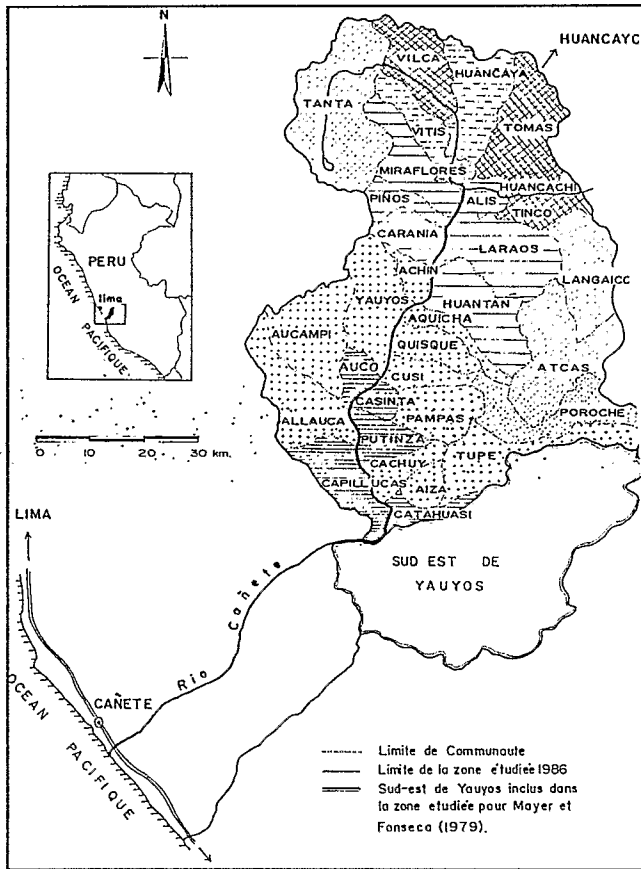 N
HUANCAYO
VILCA
HUANCAYA
TANTA
VITIS
TOMAS
MIRAFLORES
HUANCACHI
PIÑOS
ALIS
TINCO
CARANIA
LARAOS
ACHIN
LANGAICO
YAUYOS
HUANTAN
AQUICHA
AUCAMPI
QUISQUE
AUCO
CUSI
ATCAS
CASINTA
ALLAUCA
PAMPAS
POROCHE
PUTINZA
TUPE
CACHUY
CAPILLUCAS
AIZA
CATAHUASI
PERU
lima
OCEAN
PACIFIQUE
0 10 20 30 km.
LIMA
SUD EST DE
YAUYOS
Rio Cañete
CAÑETE
OCEAN PACIFIQUE
Limite de Communaute
Limite de la zone étudiée 1986
Sud-est de Yauyos inclus dans
la zone etudiée pour Mayer et
Fonseca (1979).